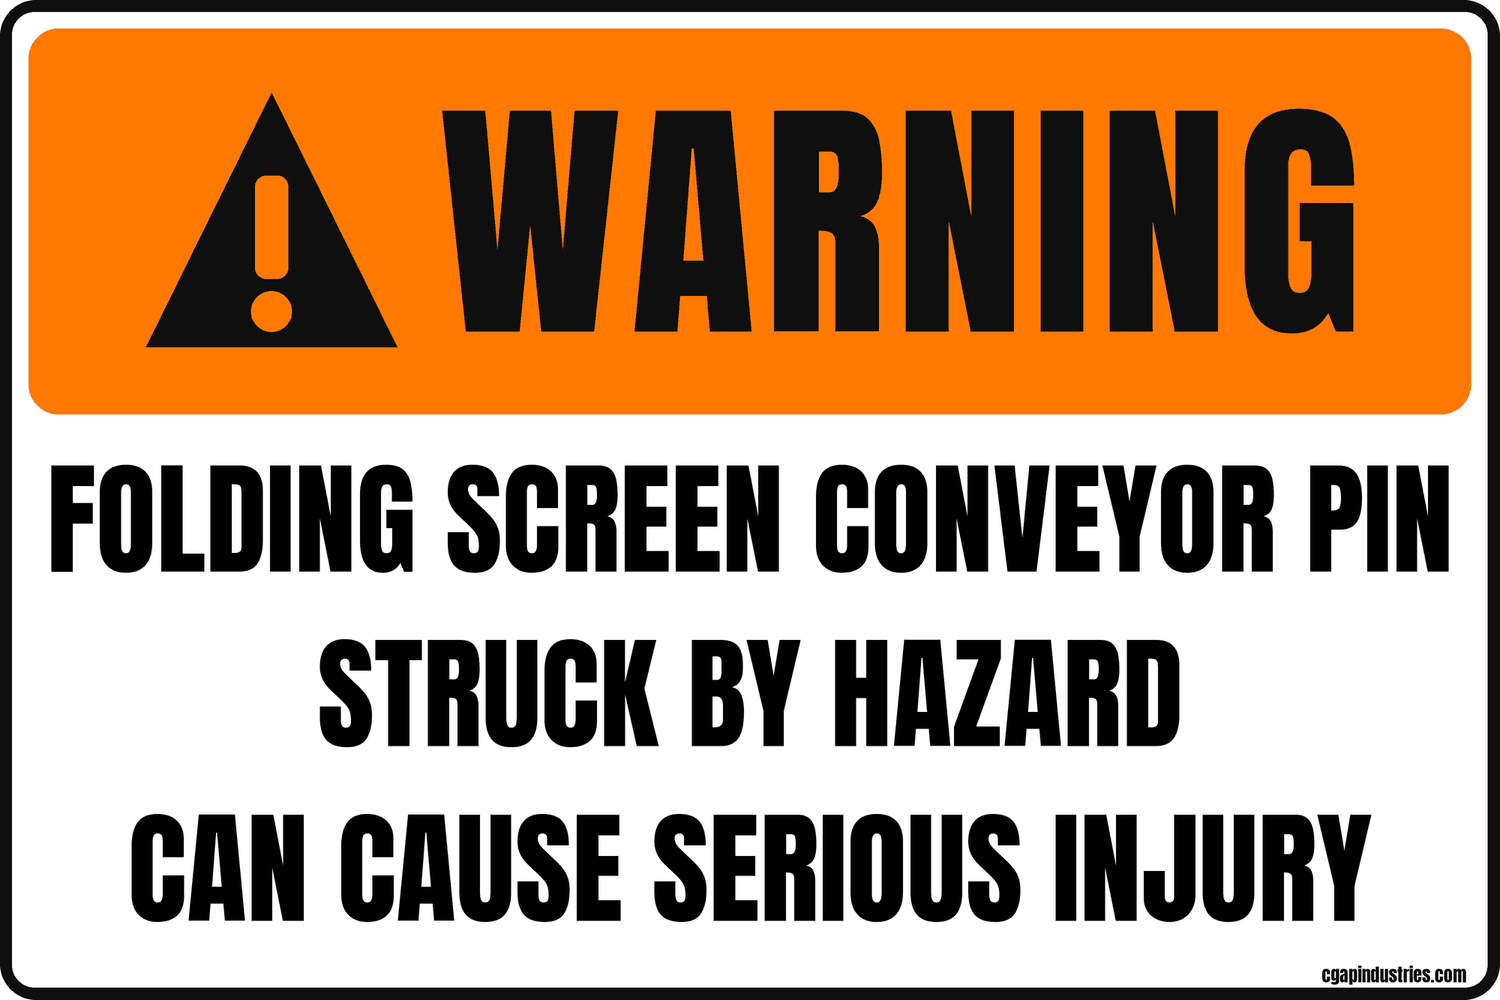 WARNING
FOLDING SCREEN CONVEYOR PIN
STRUCK BY HAZARD
CAN CAUSE SERIOUS INJURY
cgapindustries.com